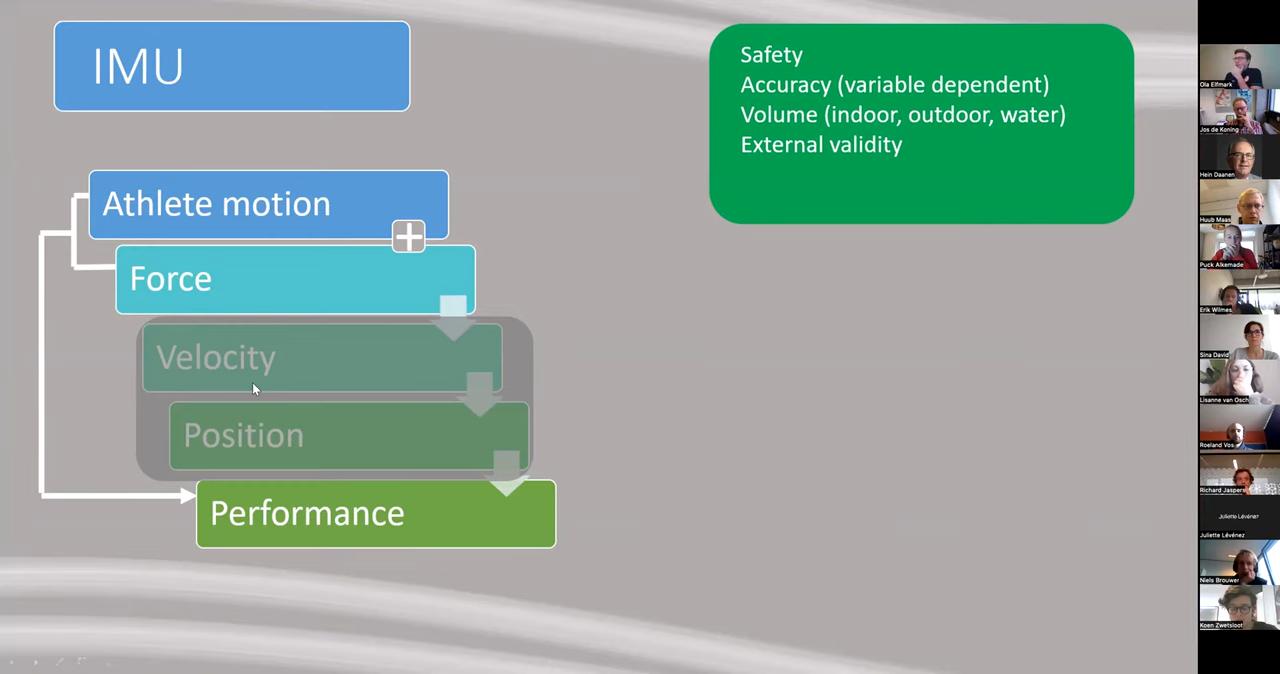 IMU
Safety
Accuracy (variable dependent)
Volume (indoor, outdoor, water)
External validity
Athlete motion
Force
Velocity
Position
Performance
Ola Elfmark
Jos de Koning
Hein Daanen
Huub Maas
Puck Alkemade
Erik Wilmes
Sina David
Lisanne van Osch
Roeland Vos
Richard Jaspers
Juliette Lévénez
Juliette Lévénez
Niels Brouwer
Koen Zwetsloot